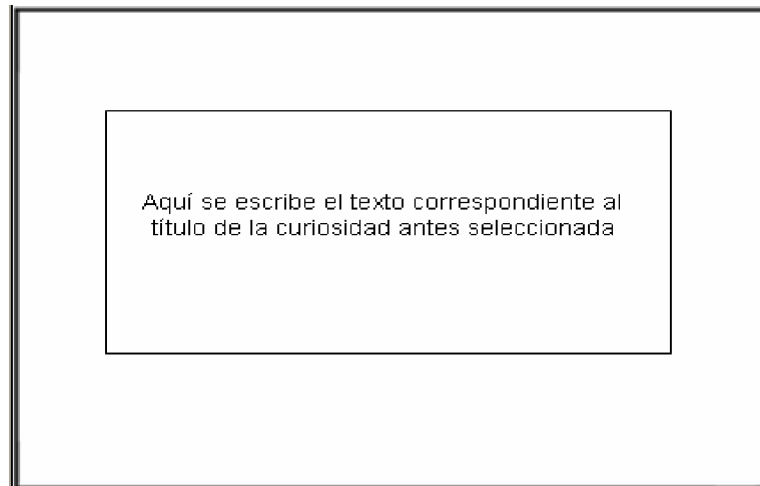 Aquí se escribe el texto correspondiente al
título de la curiosidad antes seleccionada